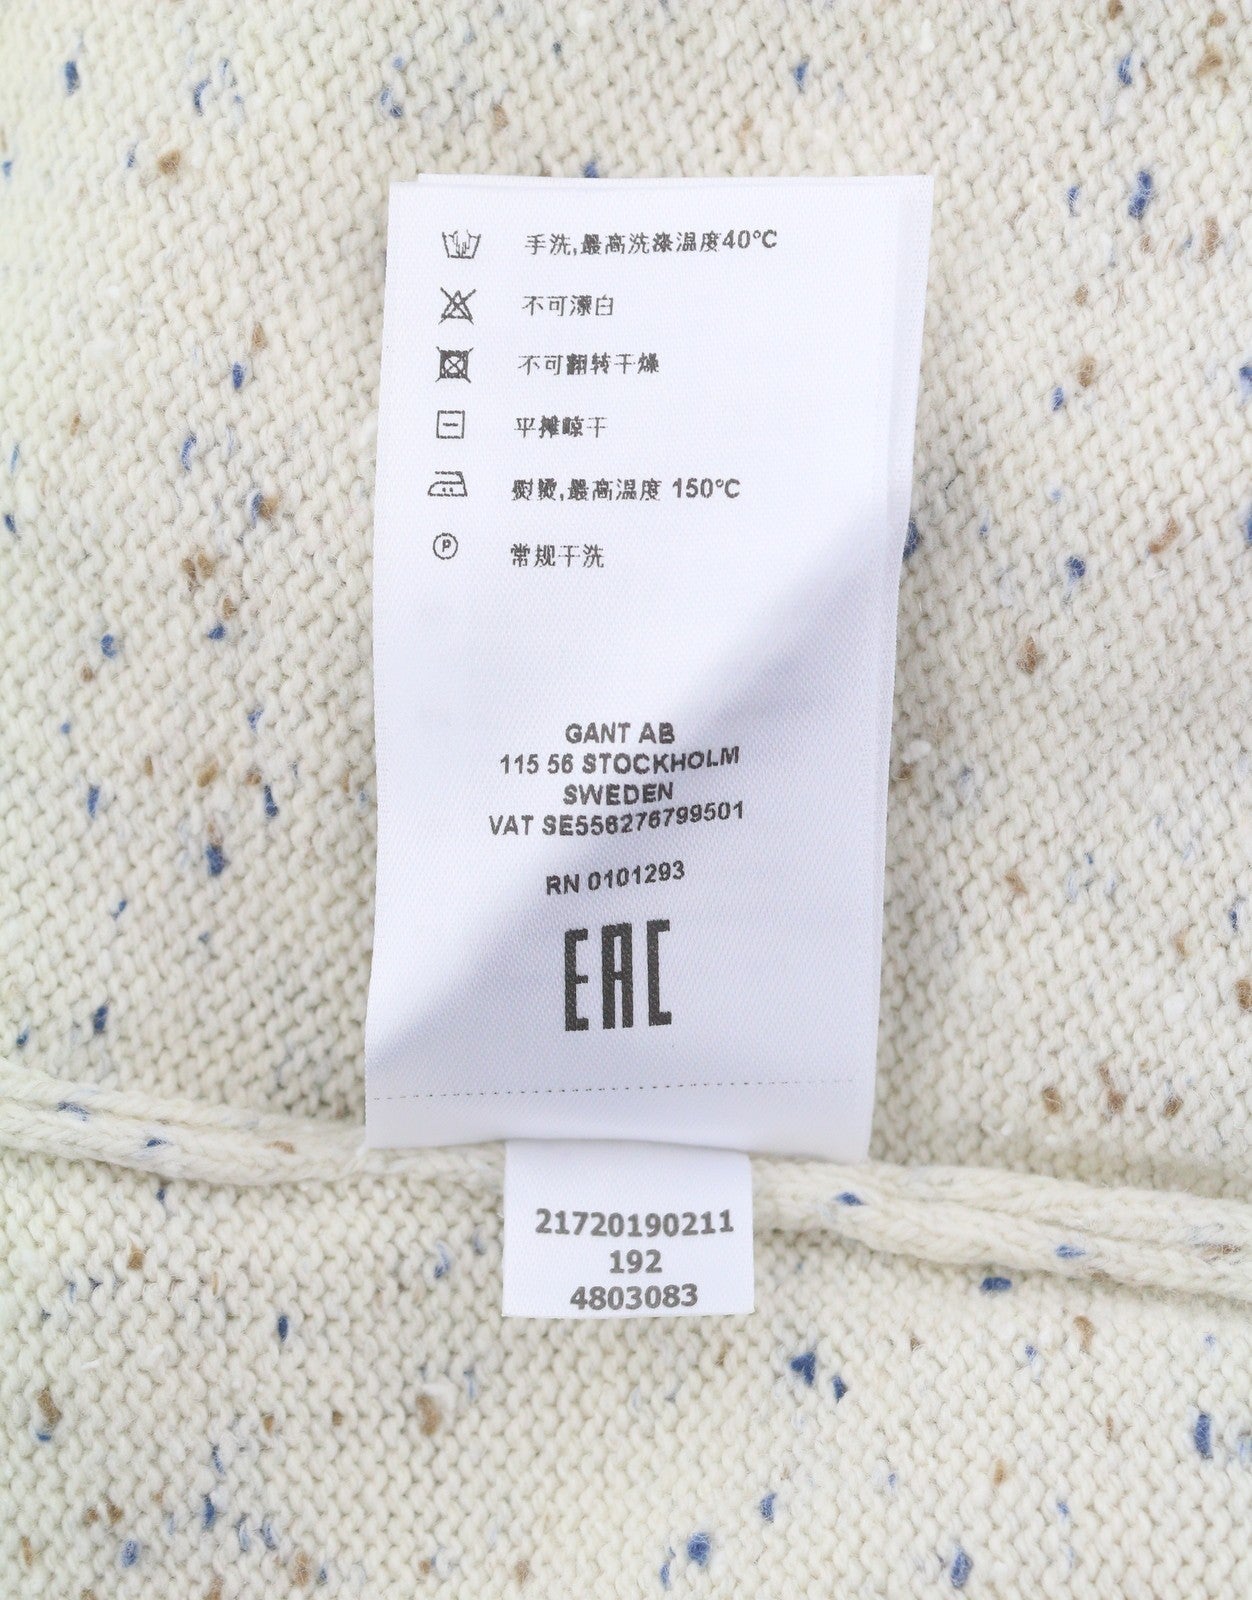 手洗,最高洗涤温度40°C
不可漂白
不可翻转干燥
平摊晾干
熨烫,最高温度 150°C
P
常规干洗
GANT AB
115 56 STOCKHOLM
SWEDEN
VAT SE556276799501
RN 0101293
EAC
21720190211
192
4803083